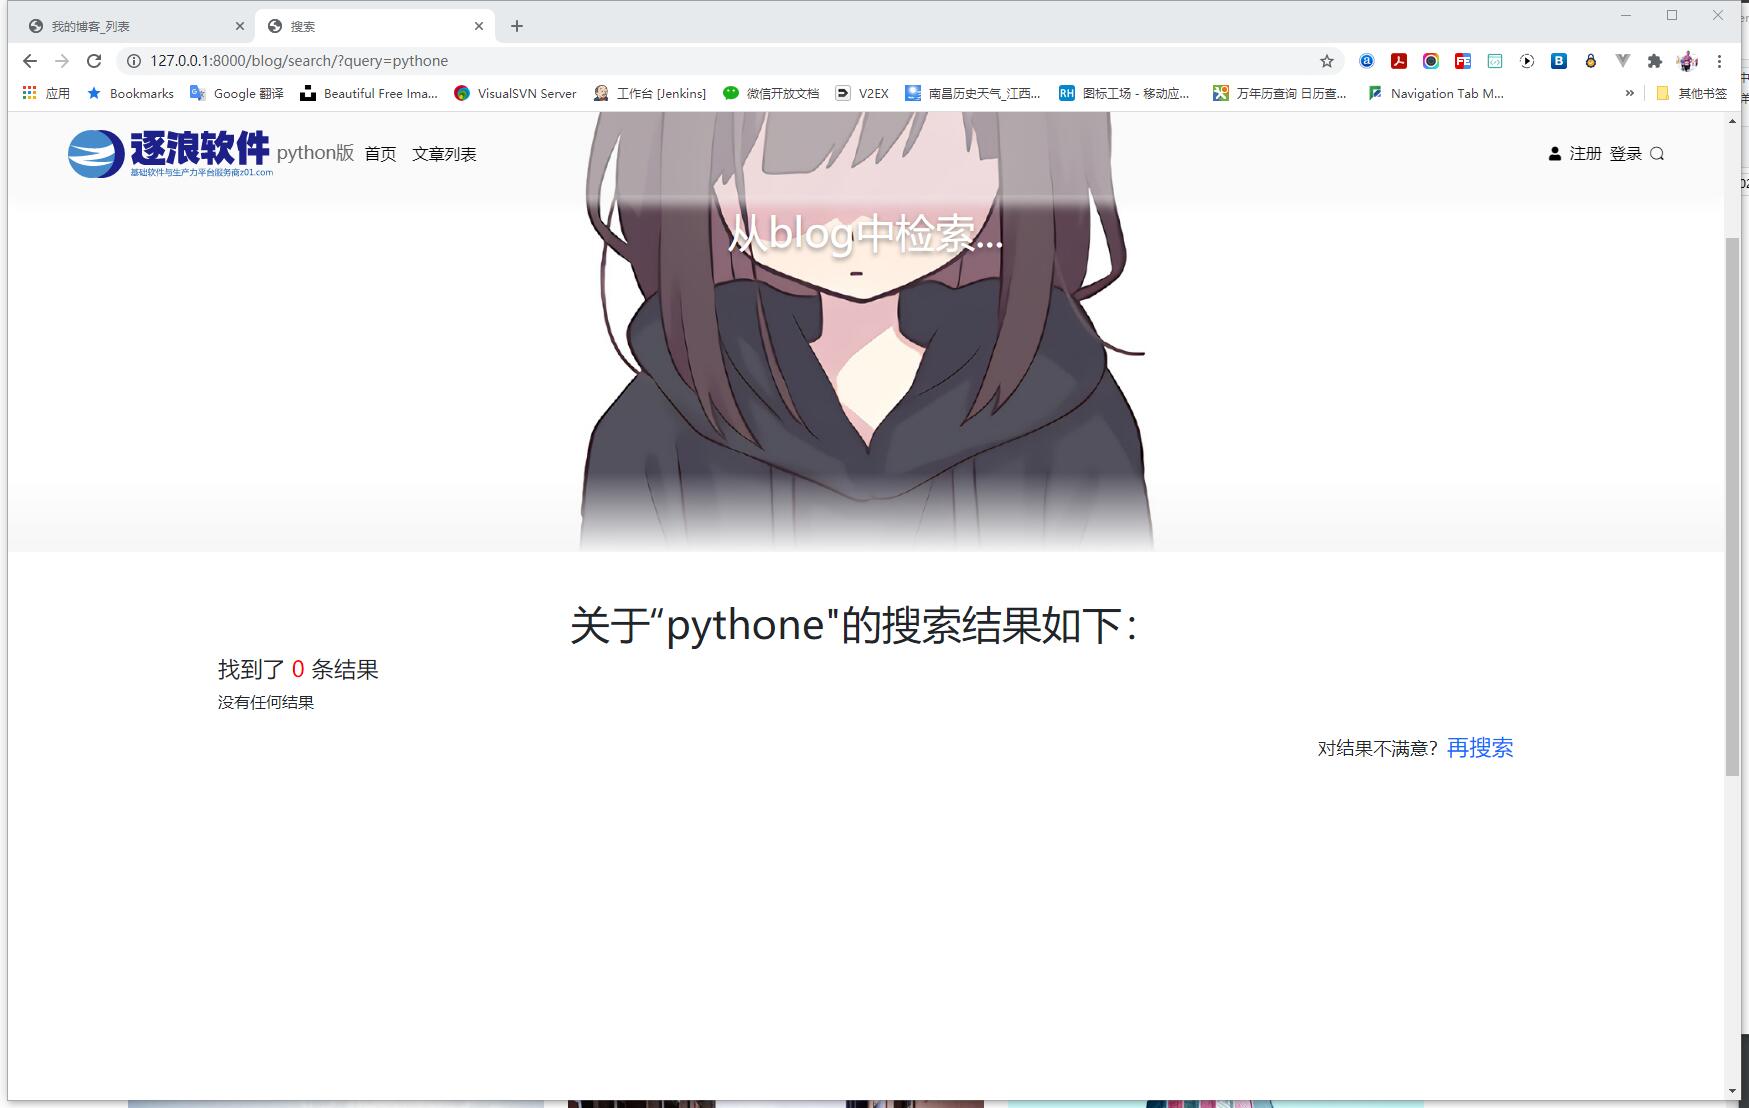 我的博客_列表
搜索
127.0.0.1:8000/blog/search/?query=pythone
应用
Bookmarks
Google 翻译
Beautiful Free Ima...
VisualSVN Server
工作台 [Jenkins]
微信开放文档
V2EX
南昌历史天气_江西...
图标工场 - 移动应...
万年历查询 日历查...
Navigation Tab M...
»
其他书签
逐浪软件
基础软件与生产力平台服务商z01.com
python版
首页
文章列表
注册 登录
从blog中检索...
关于“pythone"的搜索结果如下：
找到了 0 条结果
没有任何结果
对结果不满意？ 再搜索